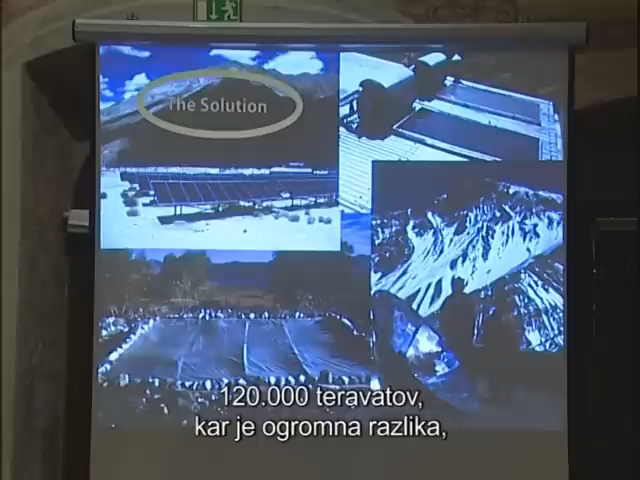 The Solution
120.000 teravatov,
kar je ogromna razlika,